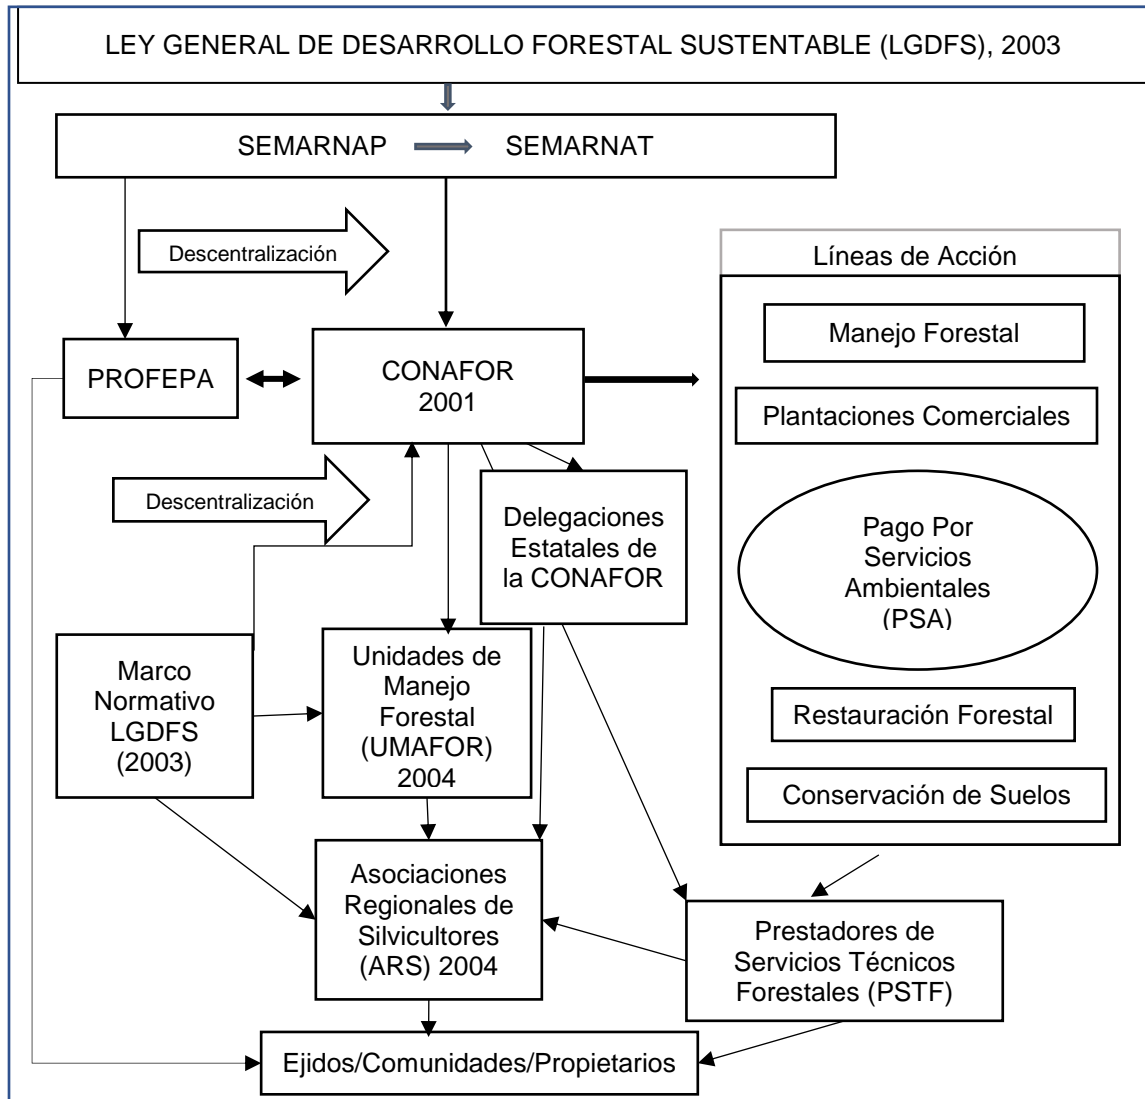 LEY GENERAL DE DESARROLLO FORESTAL SUSTENTABLE (LGDFS), 2003
SEMARNAP SEMARNAT
Descentralización
Líneas de Acción
Manejo Forestal
PROFEPA
CONAFOR
2001
Plantaciones Comerciales
Descentralización
Delegaciones
Estatales de
la CONAFOR
Pago Por
Servicios
Ambientales
(PSA)
Marco
Normativo
LGDFS
(2003)
Unidades de
Manejo
Forestal
(UMAFOR)
2004
Restauración Forestal
Conservación de Suelos
Asociaciones
Regionales de
Silvicultores
(ARS) 2004
Prestadores de
Servicios Técnicos
Forestales (PSTF)
Ejidos/Comunidades/Propietarios